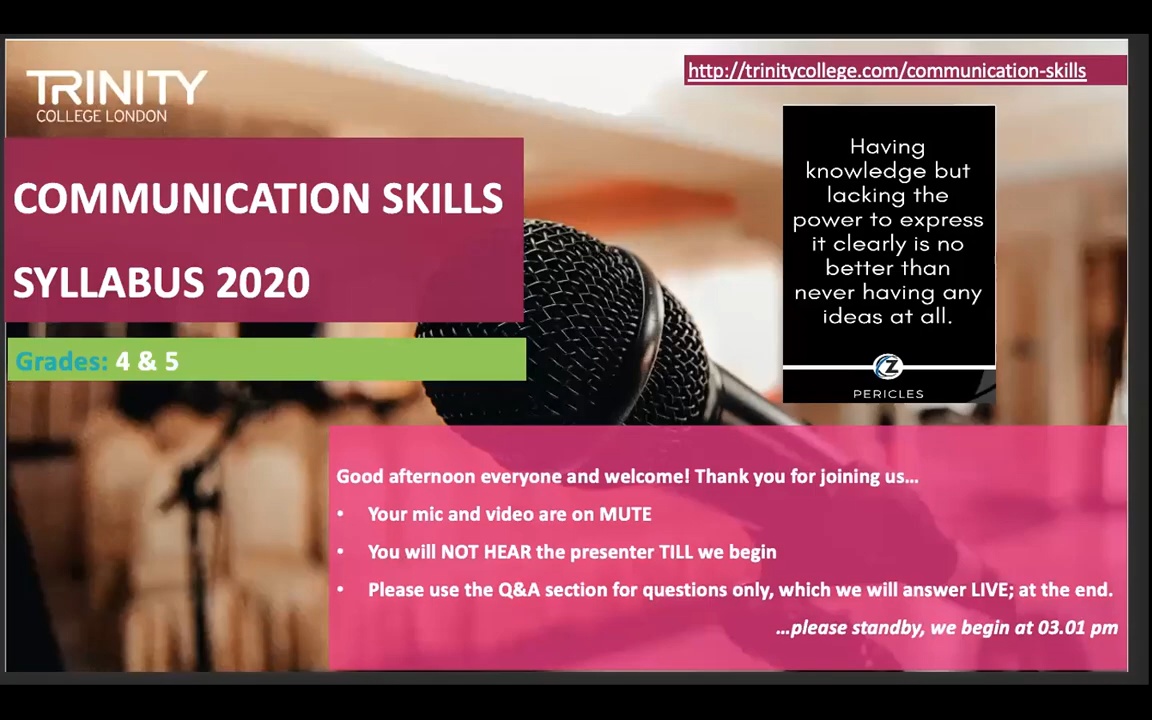 TRINITY
COLLEGE LONDON
http://trinitycollege.com/communication-skills
COMMUNICATION SKILLS
SYLLABUS 2020
Grades: 4 & 5
Having
knowledge but
lacking the
power to express
it clearly is no
better than
never having any
ideas at all.
Z
PERICLES
Good afternoon everyone and welcome! Thank you for joining us…
• Your mic and video are on MUTE
• You will NOT HEAR the presenter TILL we begin
• Please use the Q&A section for questions only, which we will answer LIVE; at the end.
…please standby, we begin at 03.01 pm